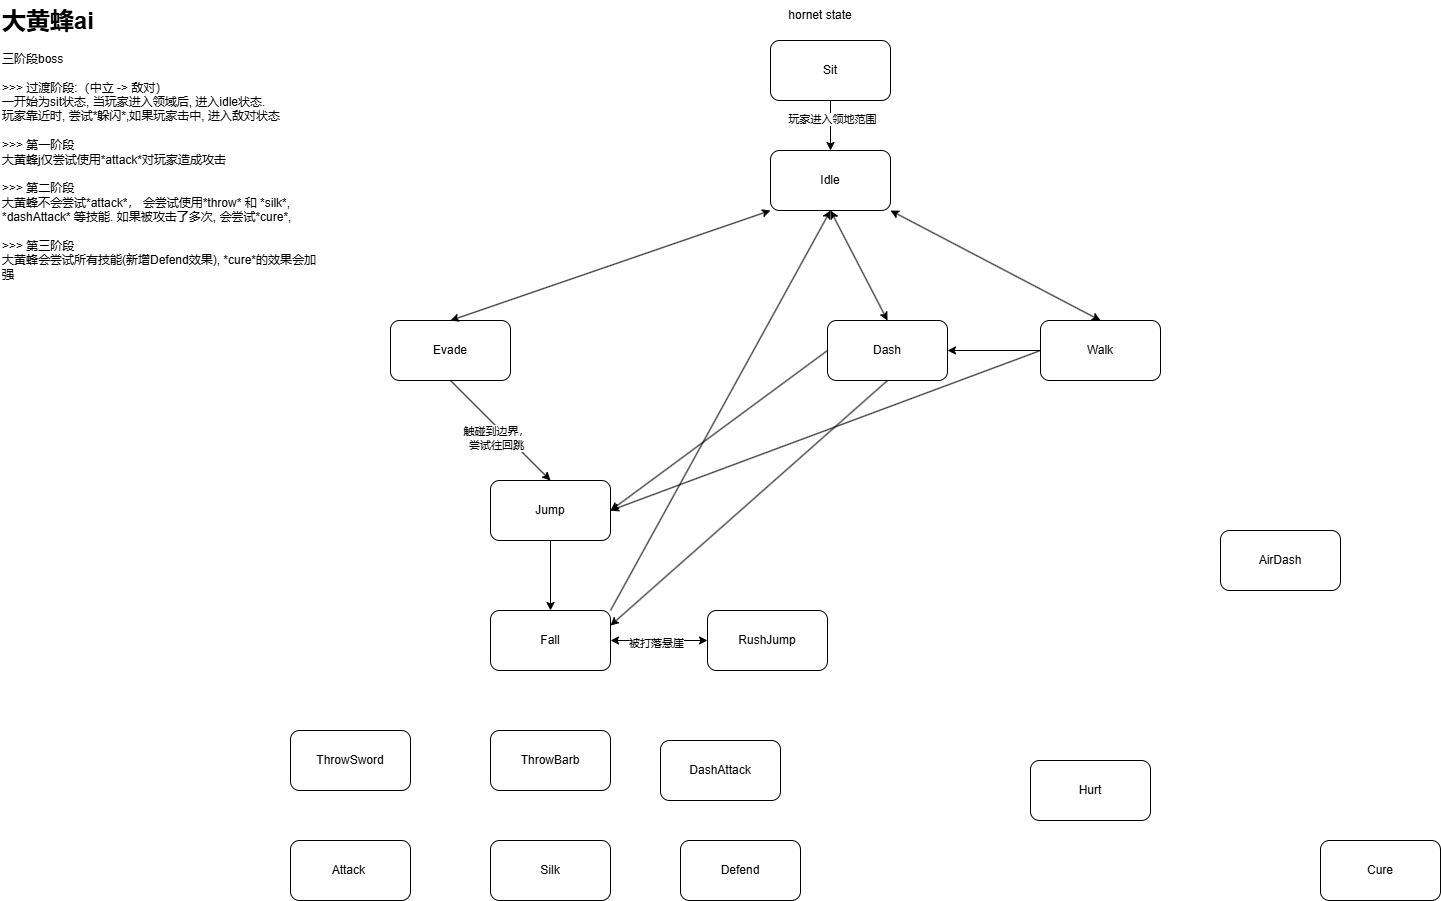 大黄蜂ai
三阶段boss
>>> 过渡阶段:（中立 -> 敌对）
一开始为sit状态, 当玩家进入领域后, 进入idle状态.
玩家靠近时, 尝试*躲闪*,如果玩家击中, 进入敌对状态
>>> 第一阶段
大黄蜂j仅尝试使用*attack*对玩家造成攻击
>>> 第二阶段
大黄蜂不会尝试*attack*， 会尝试使用*throw* 和 *silk*,
*dashAttack* 等技能. 如果被攻击了多次, 会尝试*cure*,
>>> 第三阶段
大黄蜂会尝试所有技能(新增Defend效果), *cure*的效果会加
强
hornet state
Sit
玩家进入领地范围
Idle
Evade
Dash
Walk
触碰到边界，
尝试往回跳
Jump
AirDash
Fall
被打落悬崖
RushJump
ThrowSword
ThrowBarb
DashAttack
Hurt
Attack
Silk
Defend
Cure